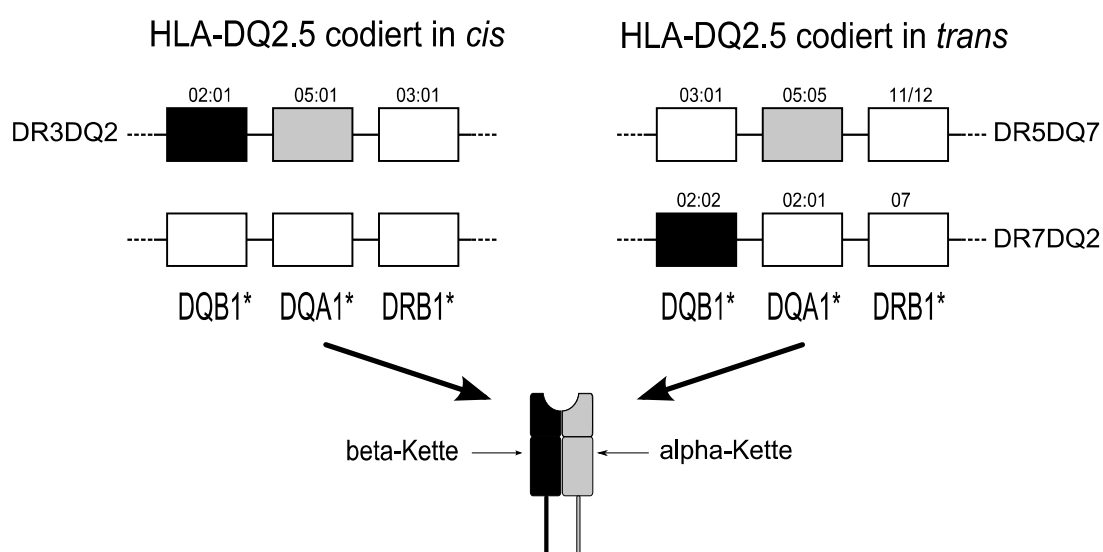 HLA-DQ2.5 codiert in cis
HLA-DQ2.5 codiert in trans
02:01 05:01 03:01
DR3DQ2
03:01 05:05 11/12
DR5DQ7
02:02 02:01 07
DR7DQ2
DQB1* DQA1* DRB1*
DQB1* DQA1* DRB1*
beta-Kette
alpha-Kette